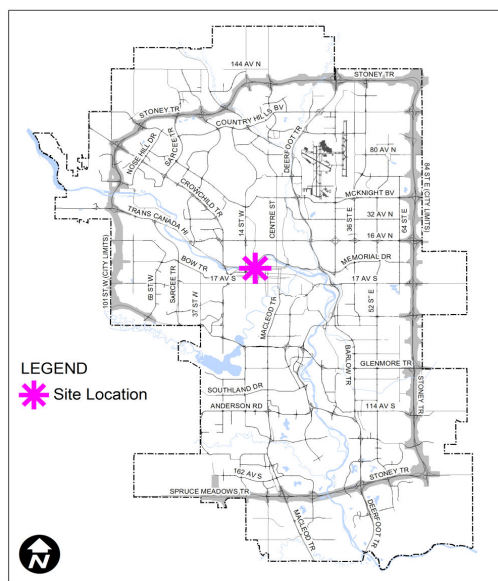 144 AV N
STONEY TR
STONEY TR
COUNTRY HILLS BV
NOSE HILL DR
SARCEE TR
DEERFOOT TR
80 AV N
CROWCHILD TR
MCKNIGHT BV
84 ST E (CITY LIMITS)
TRANS CANADA HI
14 ST W
CENTRE ST
36 ST E
32 AV N
64 ST E
16 AV N
101 ST W (CITY LIMITS)
BOW TR
MEMORIAL DR
17 AV S
17 AV S
69 ST W
SARCEE TR
37 ST W
MACLEOD TR
52 ST E
BARLOW TR
GLENMORE TR
LEGEND
Site Location
SOUTHLAND DR
STONEY TR
ANDERSON RD
114 AV S
162 AV S
STONEY TR
SPRUCE MEADOWS TR
MACLEOD TR
DEERFOOT TR
N